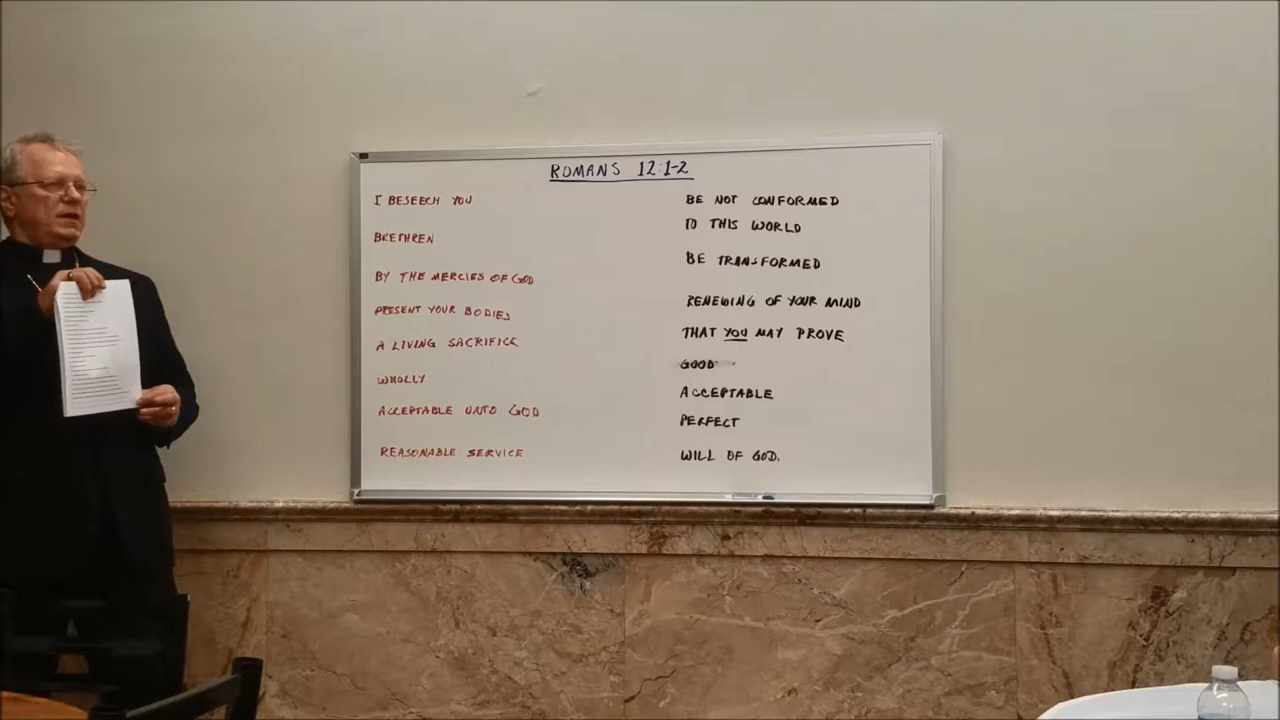 ROMANS 12:1-2
I BESEECH YOU
BRETHREN
BY THE MERCIES OF GOD
PRESENT YOUR BODIES
A LIVING SACRIFICE
WHOLLY
ACCEPTABLE UNTO GOD
REASONABLE SERVICE
BE NOT CONFORMED
TO THIS WORLD
BE TRANSFORMED
RENEWING OF YOUR MIND
THAT YOU MAY PROVE
GOOD
ACCEPTABLE
PERFECT
WILL OF GOD.